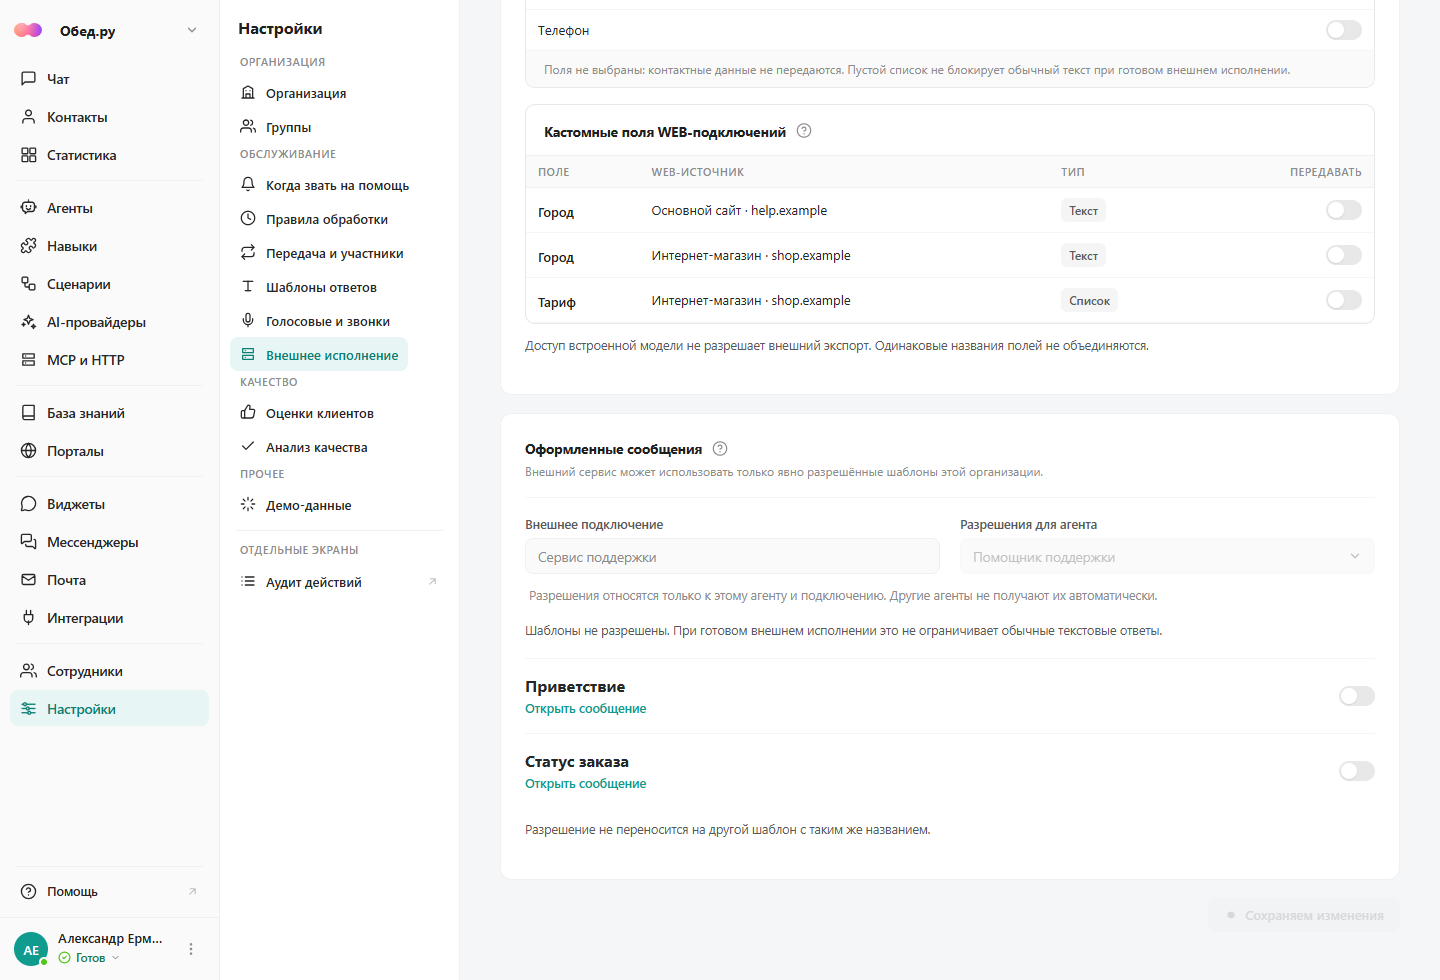 Обед.ру
Чат
Контакты
Статистика
Агенты
Навыки
Сценарии
AI-провайдеры
MCP и HTTP
База знаний
Порталы
Виджеты
Мессенджеры
Почта
Интеграции
Сотрудники
Настройки
Помощь
АЕ
Александр Ерм...
Готов
Настройки
ОРГАНИЗАЦИЯ
Организация
Группы
ОБСЛУЖИВАНИЕ
Когда звать на помощь
Правила обработки
Передача и участники
Шаблоны ответов
Голосовые и звонки
Внешнее исполнение
КАЧЕСТВО
Оценки клиентов
Анализ качества
ПРОЧЕЕ
Демо-данные
ОТДЕЛЬНЫЕ ЭКРАНЫ
Аудит действий
Телефон
Поля не выбраны: контактные данные не передаются. Пустой список не блокирует обычный текст при готовом внешнем исполнении.
Кастомные поля WEB-подключений
ПОЛЕ WEB-ИСТОЧНИК ТИП ПЕРЕДАВАТЬ
Город Основной сайт · help.example Текст
Город Интернет-магазин · shop.example Текст
Тариф Интернет-магазин · shop.example Список
Доступ встроенной модели не разрешает внешний экспорт. Одинаковые названия полей не объединяются.
Оформленные сообщения
Внешний сервис может использовать только явно разрешённые шаблоны этой организации.
Внешнее подключение Разрешения для агента
Сервис поддержки Помощник поддержки
Разрешения относятся только к этому агенту и подключению. Другие агенты не получают их автоматически.
Шаблоны не разрешены. При готовом внешнем исполнении это не ограничивает обычные текстовые ответы.
Приветствие
Открыть сообщение
Статус заказа
Открыть сообщение
Разрешение не переносится на другой шаблон с таким же названием.
Сохраняем изменения